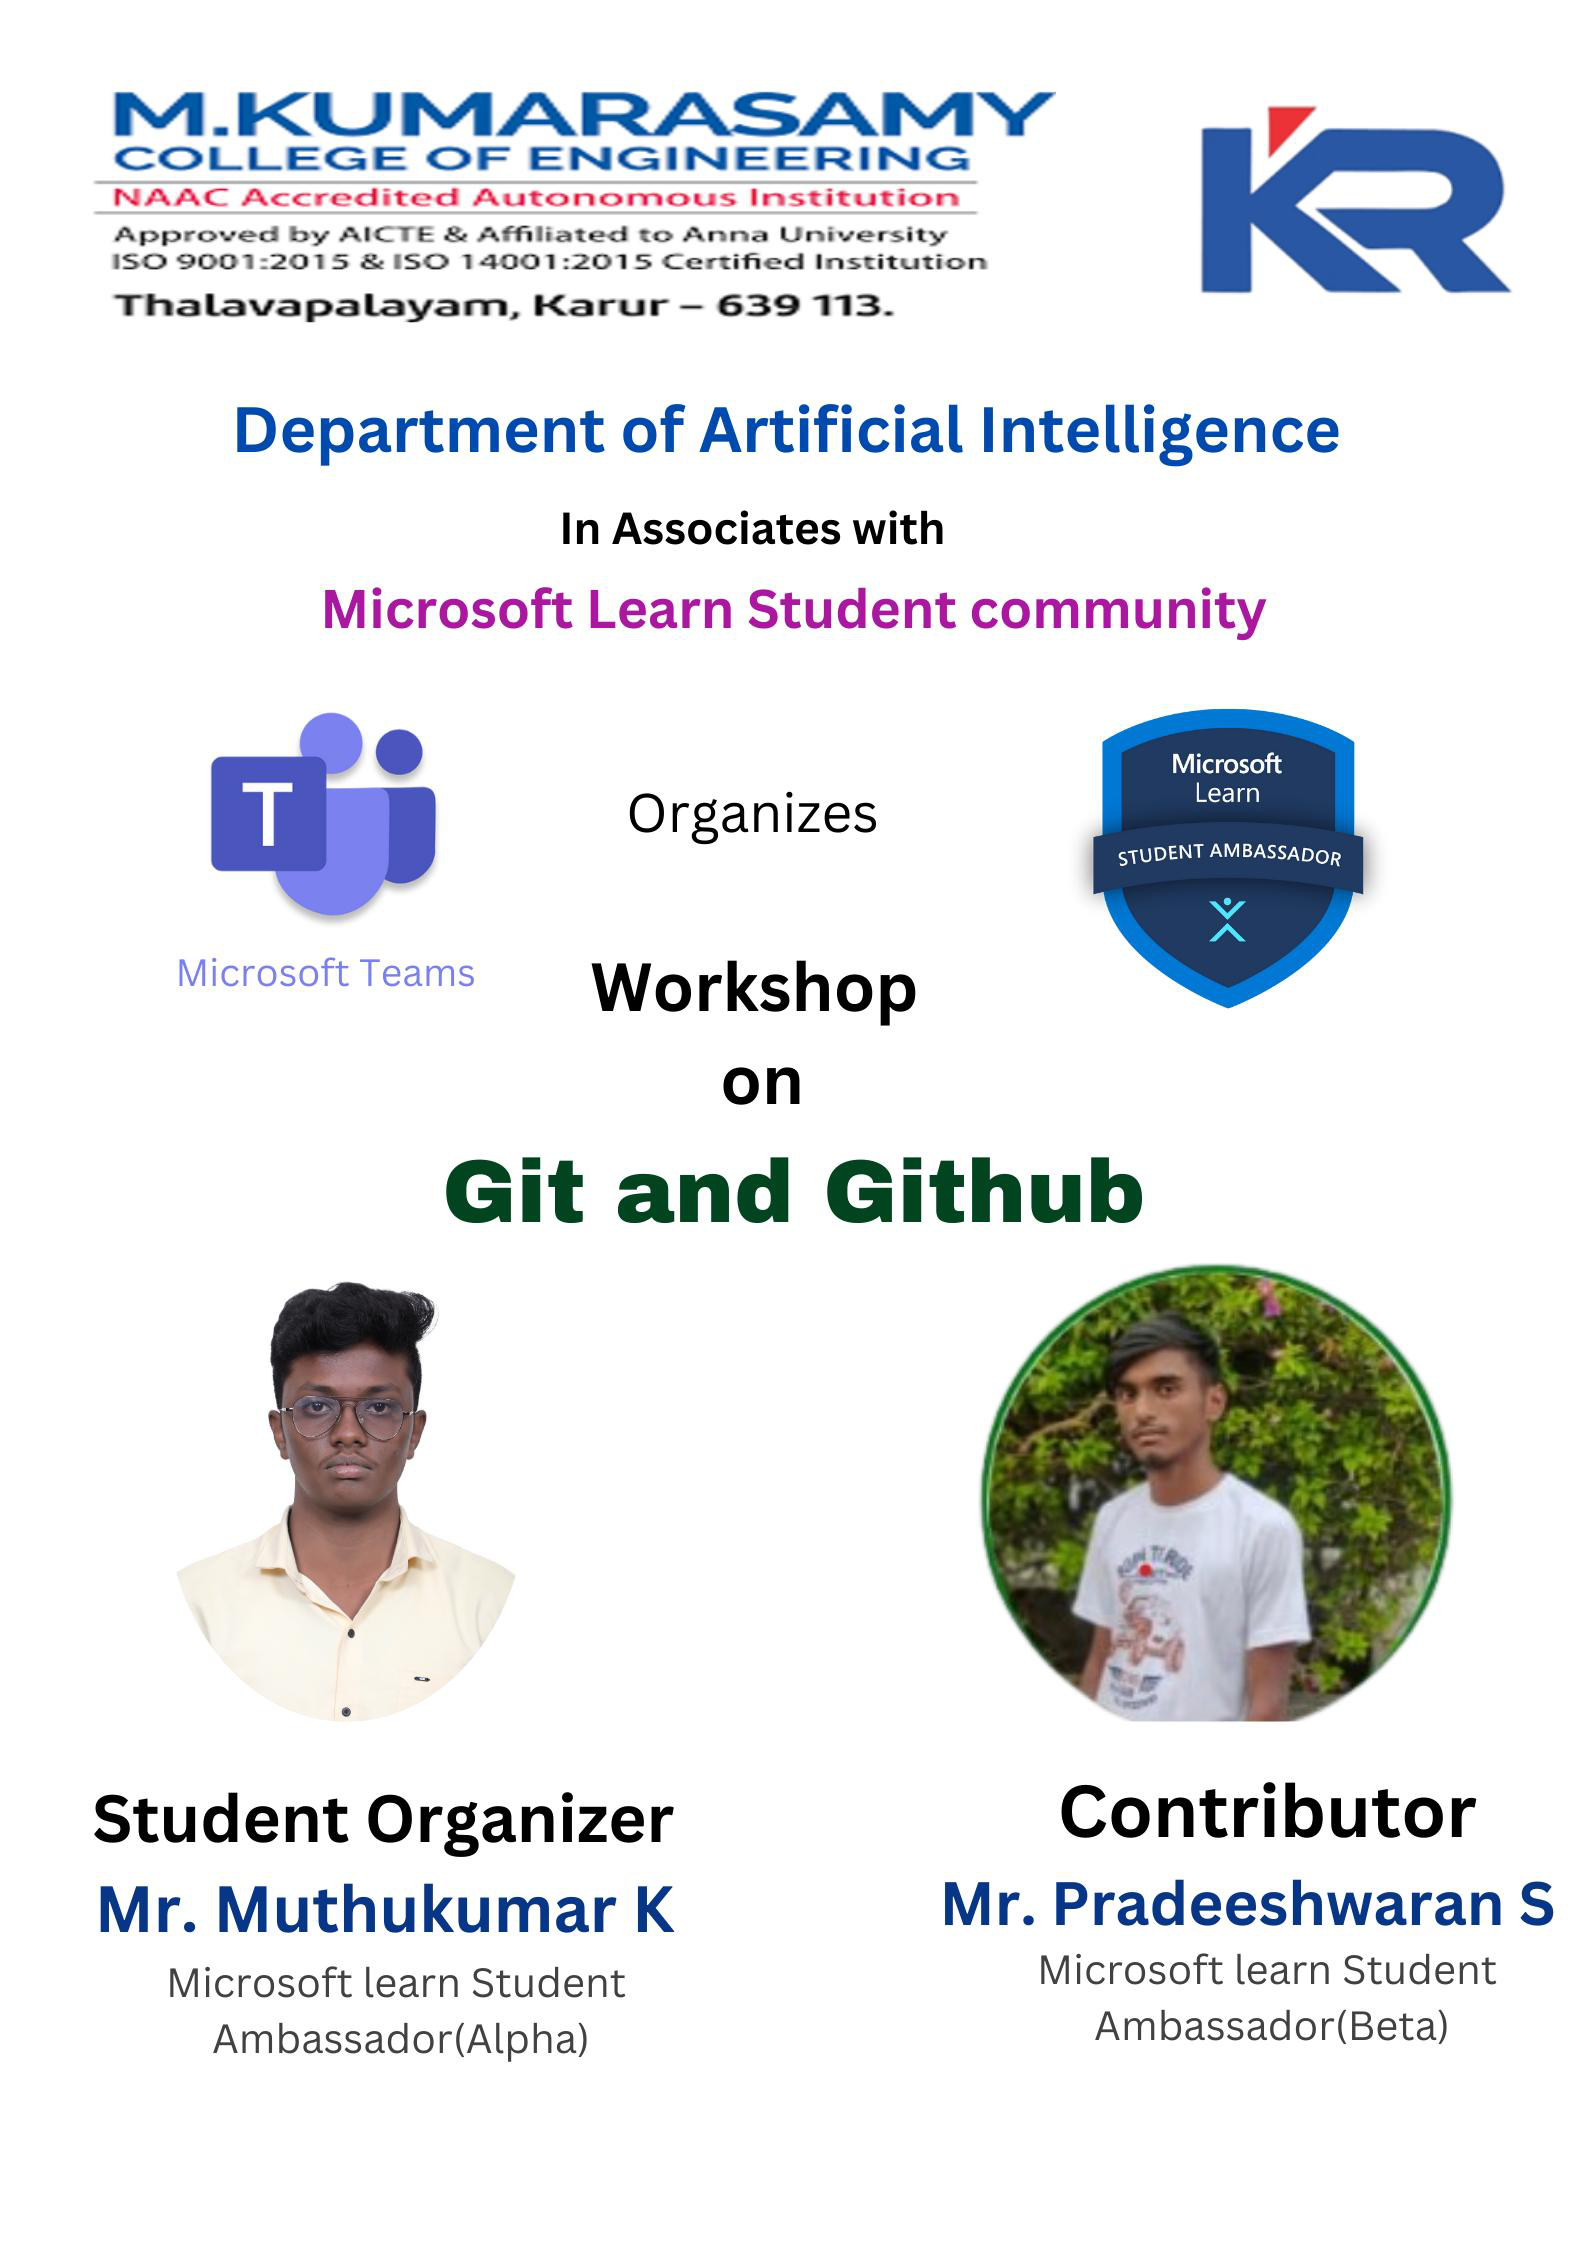 M.KUMARASAMY
COLLEGE OF ENGINEERING
NAAC Accredited Autonomous Institution
Approved by AICTE & Affiliated to Anna University
ISO 9001:2015 & ISO 14001:2015 Certified Institution
Thalavapalayam, Karur – 639 113.
KR
Department of Artificial Intelligence
In Associates with
Microsoft Learn Student community
T
Microsoft Teams
Organizes
Microsoft
Learn
STUDENT AMBASSADOR
Workshop
on
Git and Github
Student Organizer
Mr. Muthukumar K
Microsoft learn Student
Ambassador(Alpha)
Contributor
Mr. Pradeeshwaran S
Microsoft learn Student
Ambassador(Beta)